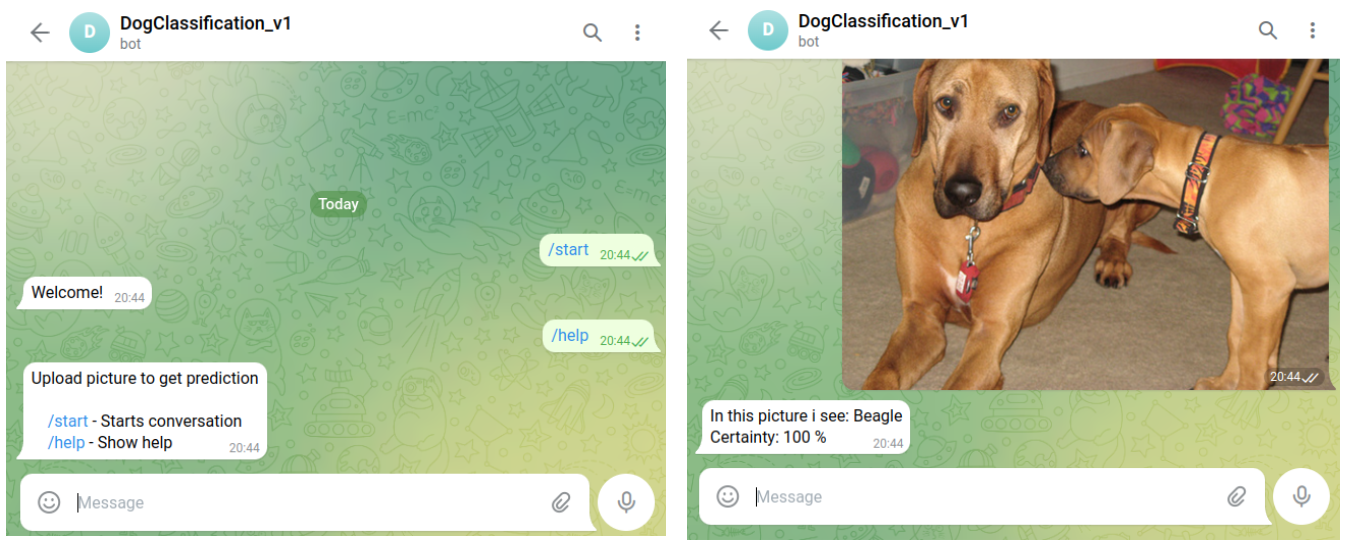 D
DogClassification_v1
bot
Today
/start 20:44
Welcome! 20:44
/help 20:44
Upload picture to get prediction
/start - Starts conversation
/help - Show help 20:44
Message
D
DogClassification_v1
bot
20:44
In this picture i see: Beagle
Certainty: 100 % 20:44
Message